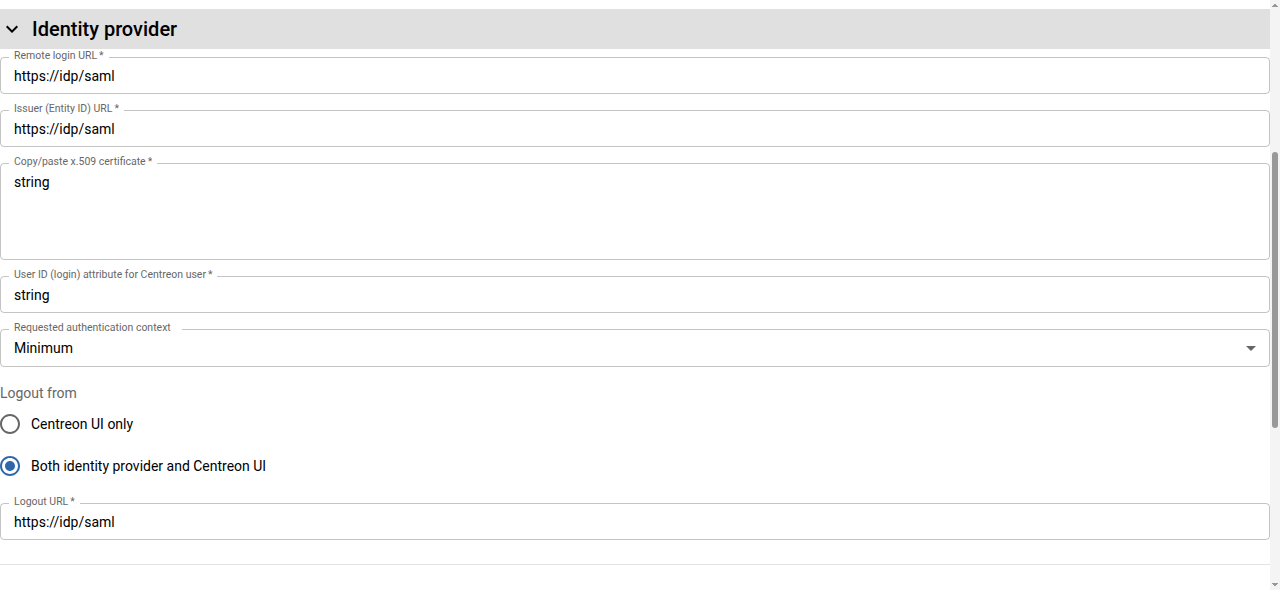 Identity provider
Remote login URL *
https://idp/saml
Issuer (Entity ID) URL *
https://idp/saml
Copy/paste x.509 certificate *
string
User ID (login) attribute for Centreon user *
string
Requested authentication context
Minimum
Logout from
Centreon UI only
Both identity provider and Centreon UI
Logout URL *
https://idp/saml